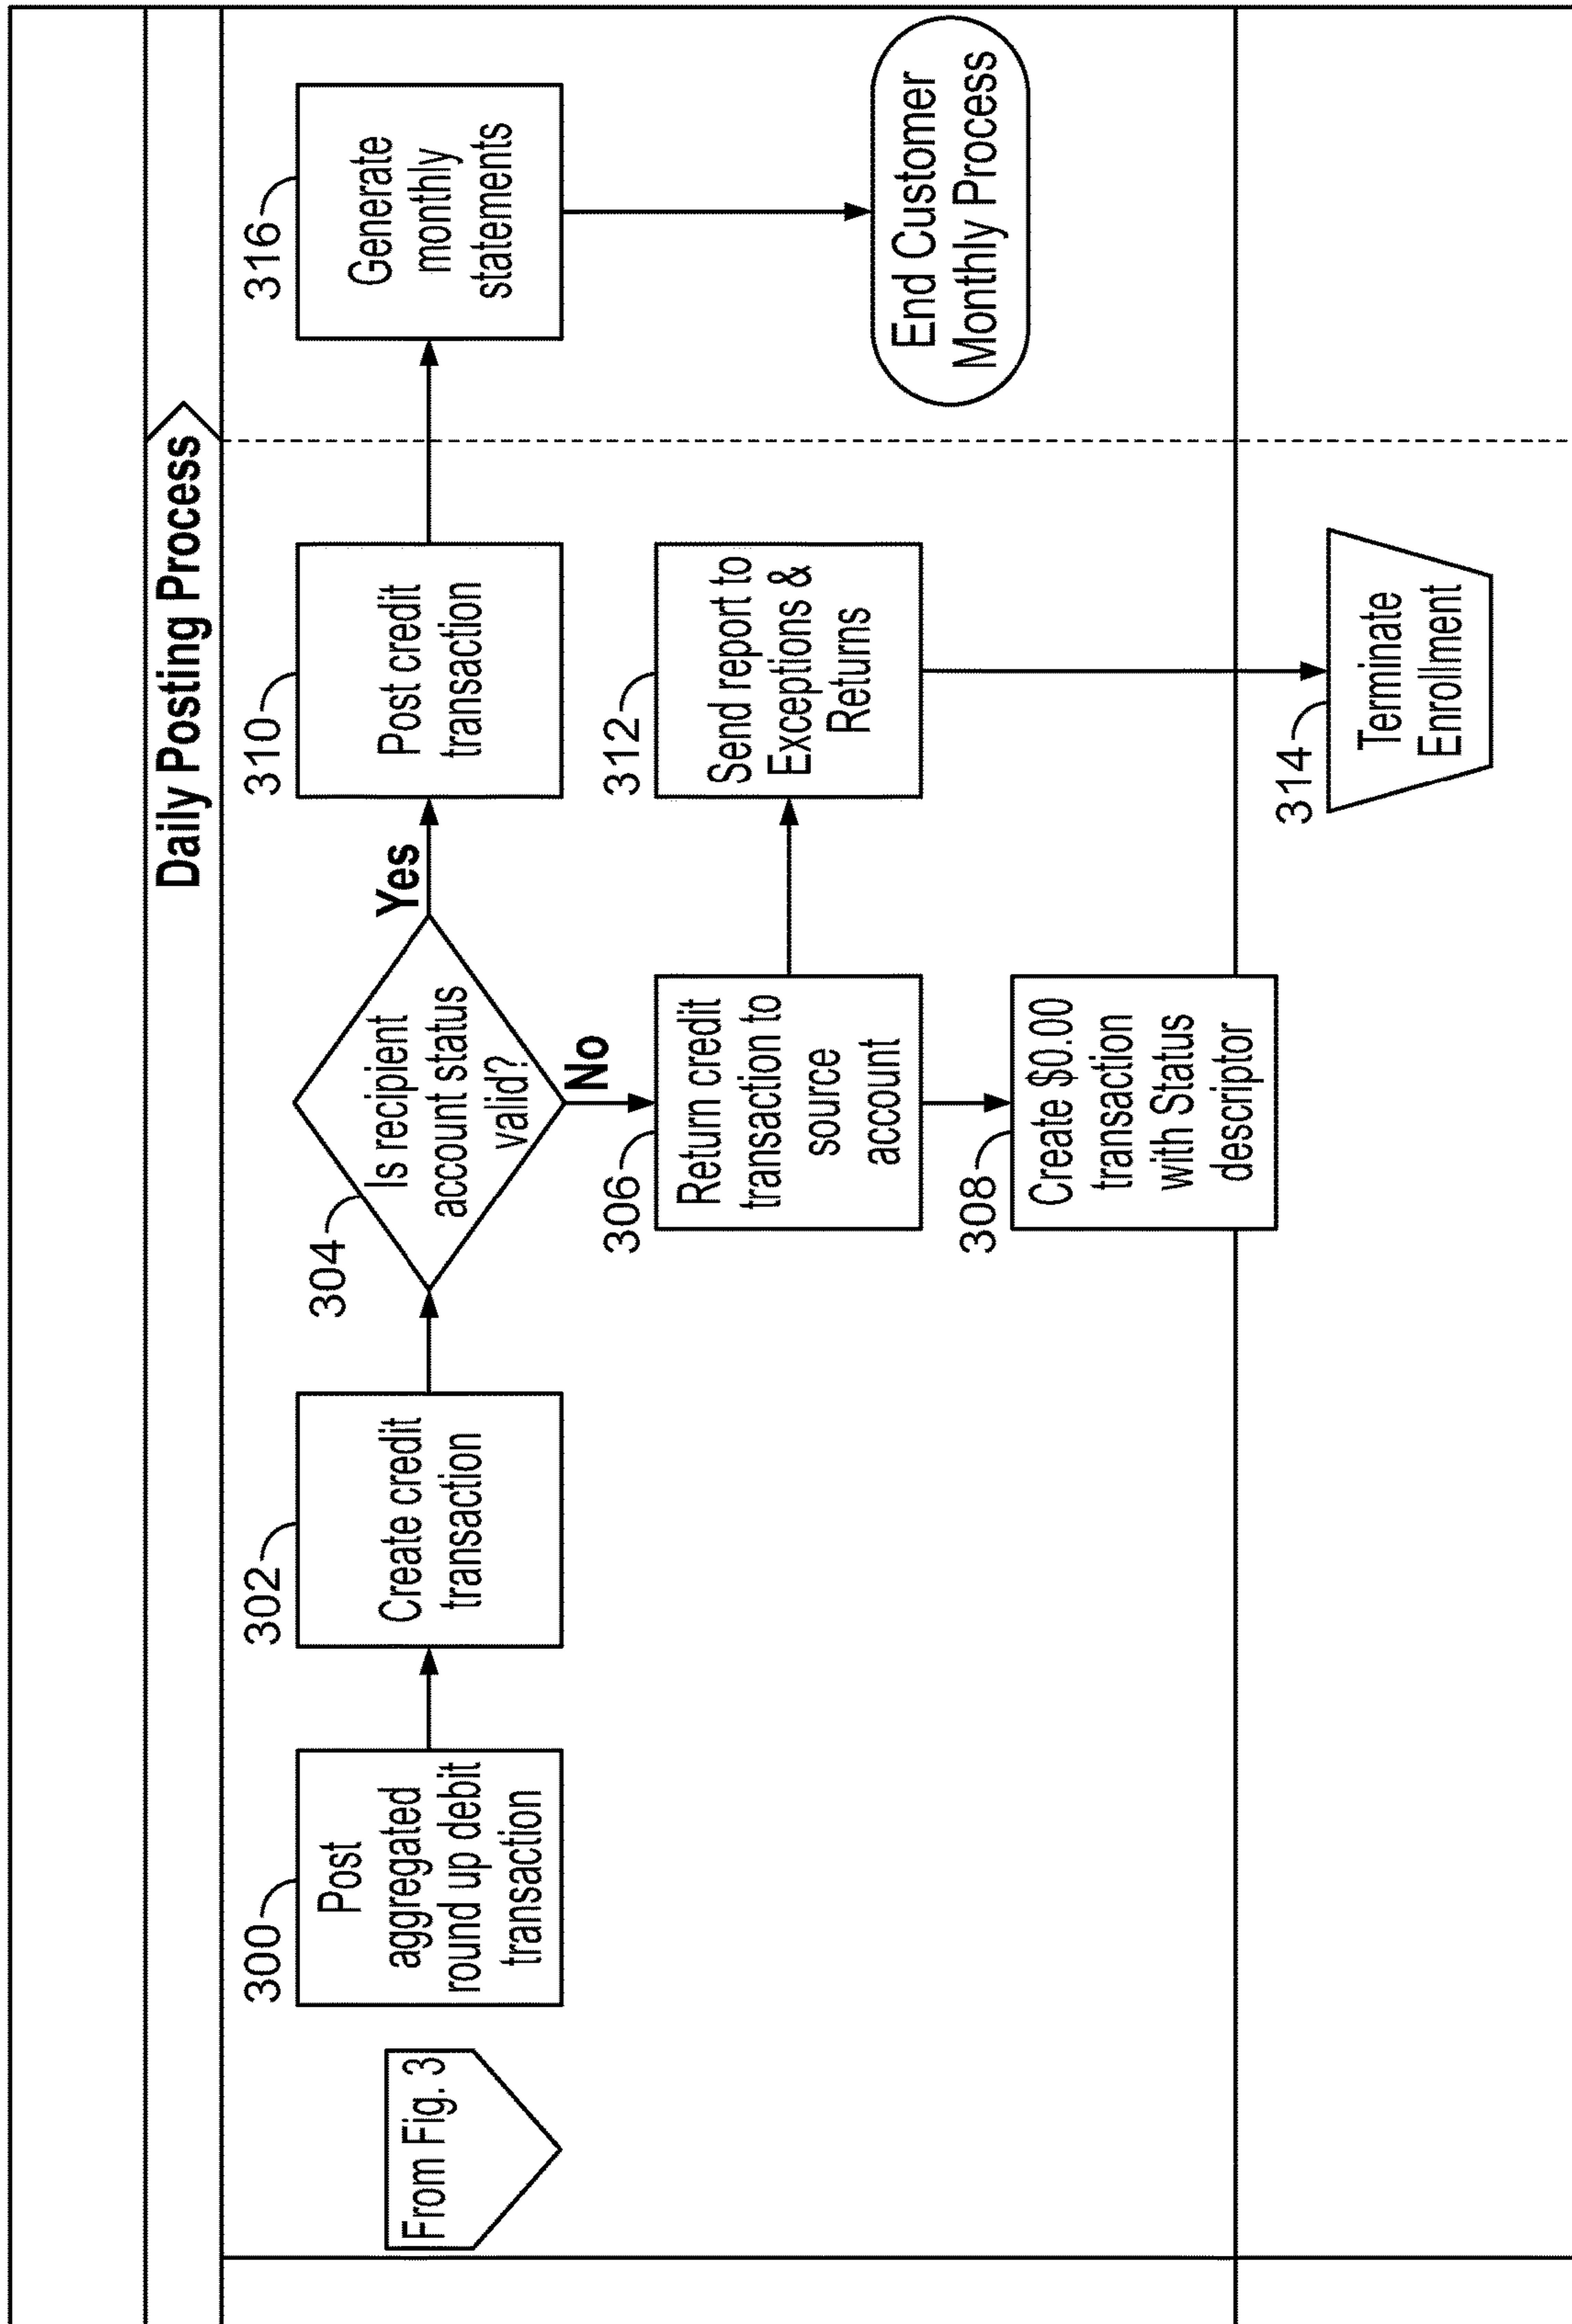 Daily Posting Process
From Fig. 3
300
Post
aggregated
round up debit
transaction
302
Create credit
transaction
304
Is recipient
account status
valid?
Yes
No
310
Post credit
transaction
316
Generate
monthly
statements
306
Return credit
transaction to
source
account
312
Send report to
Exceptions &
Returns
End Customer
Monthly Process
308
Create $0.00
transaction
with Status
descriptor
314
Terminate
Enrollment